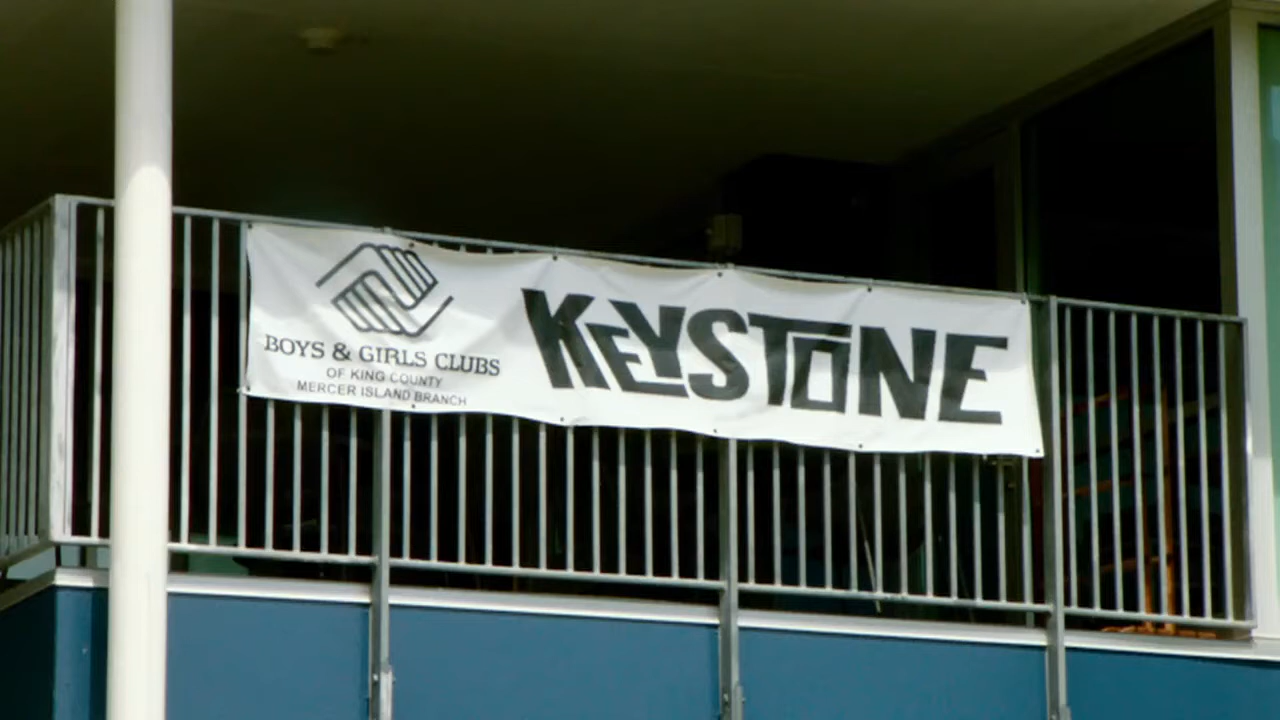 BOYS & GIRLS CLUBS
OF KING COUNTY
MERCER ISLAND BRANCH
KEYSTONE